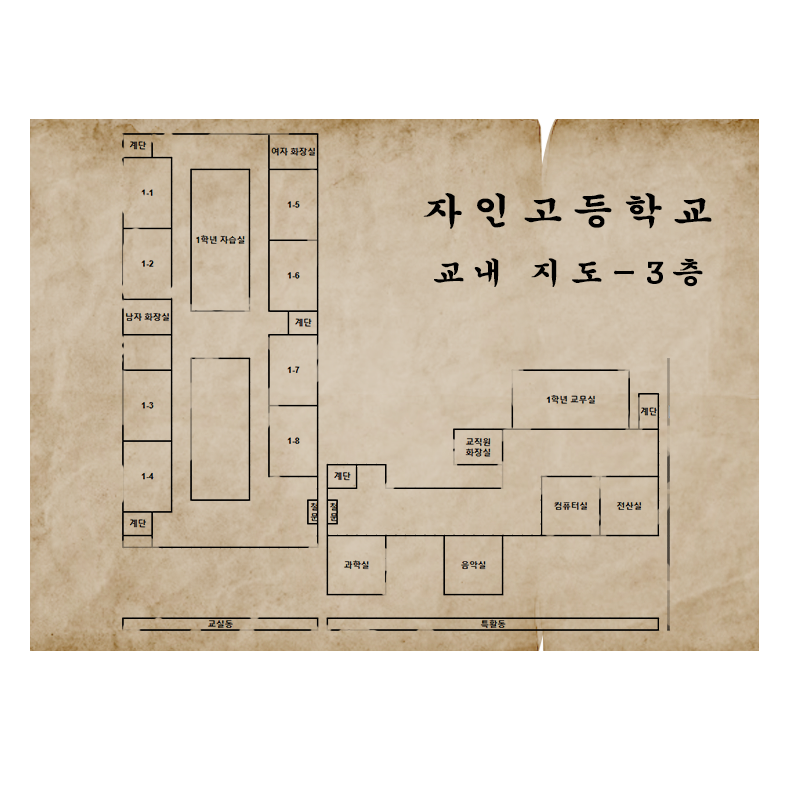 자인고등학교
교내 지도-3층
계단
여자 화장실
1-1
1-5
1학년 자습실
1-2
1-6
남자 화장실
계단
1-7
1학년 교무실
1-3
계단
1-8
교직원
화장실
1-4
계단
컴퓨터실
전산실
철문
철문
계단
과학실
음악실
교실동
특활동